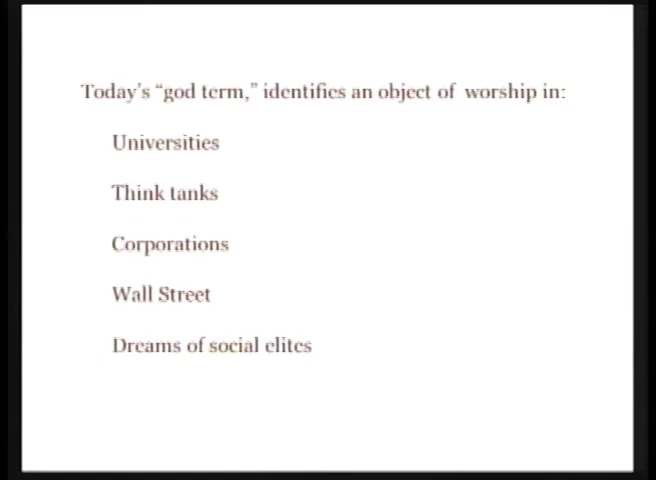 Today's “god term,” identifies an object of worship in:
Universities
Think tanks
Corporations
Wall Street
Dreams of social elites